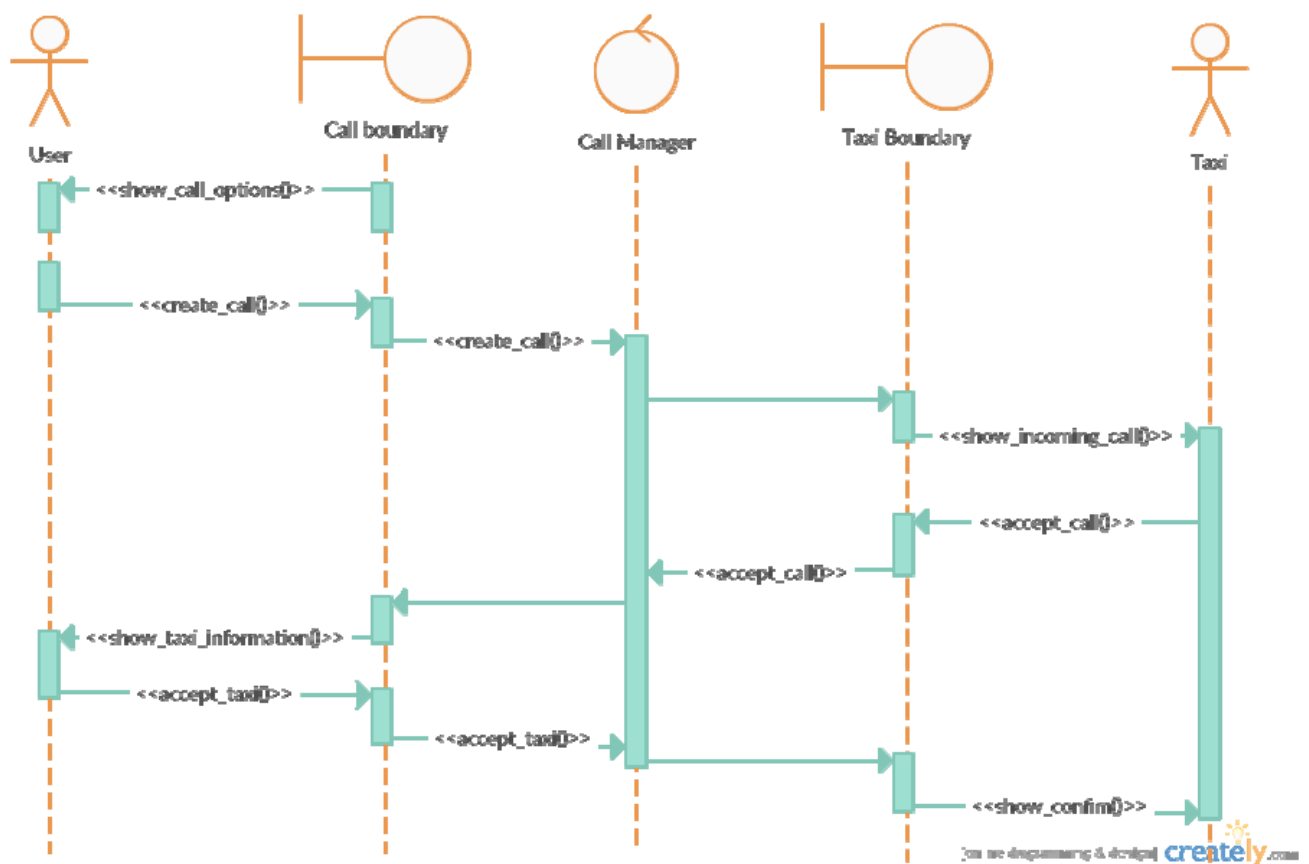 Call boundary
Call Manager
Taxi Boundary
User
Taxi
<<show_call_options()>>
<<create_call()>>
<<create_call()>>
<<show_incoming_call()>>
<<accept_call()>>
<<accept_call()>>
<<show_taxi_information()>>
<<accept_taxi()>>
<<accept_taxi()>>
<<show_confim()>>
creately.com